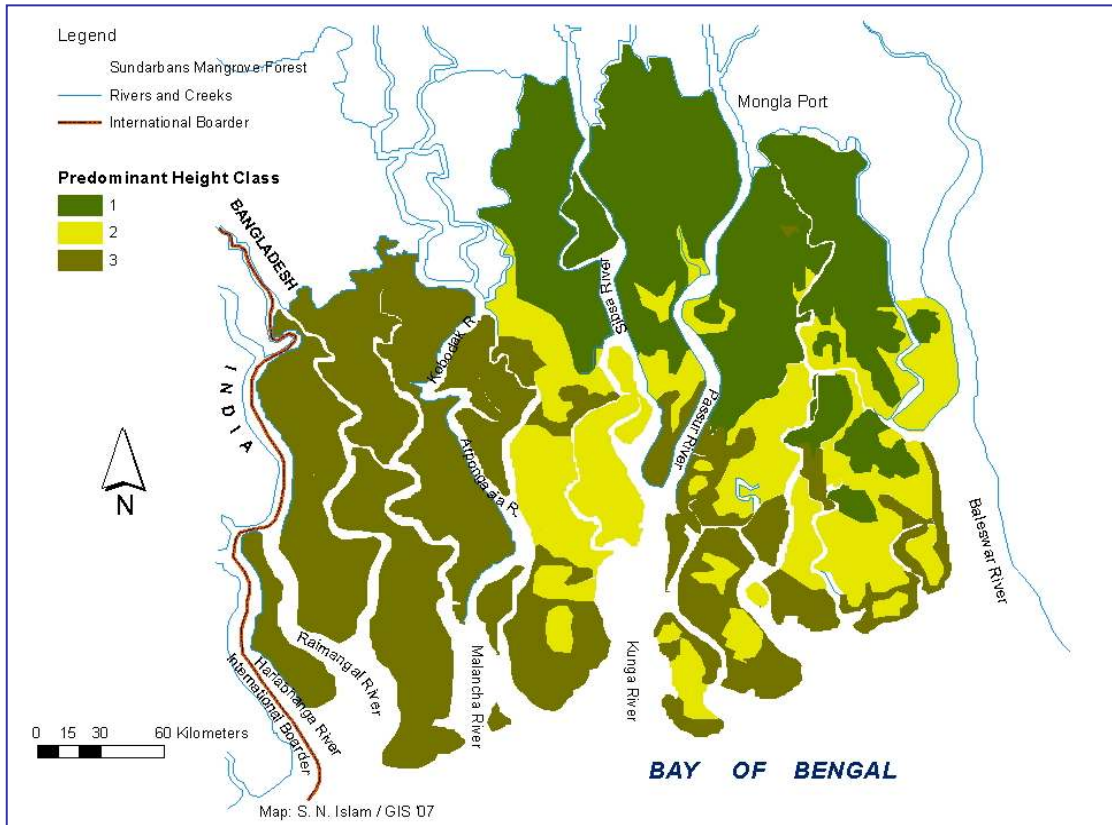 Legend
Sundarbans Mangrove Forest
Rivers and Creeks
International Boarder
Predominant Height Class
1
2
3
BANGLADESH
INDIA
Mongla Port
Sibsa River
Kobodak R.
Passur River
Baleswar River
N
Raimangal River
Malancha River
Kunga River
Hariabhanga River
International Boarder
0 15 30 60 Kilometers
BAY OF BENGAL
Map: S. N. Islam / GIS '07